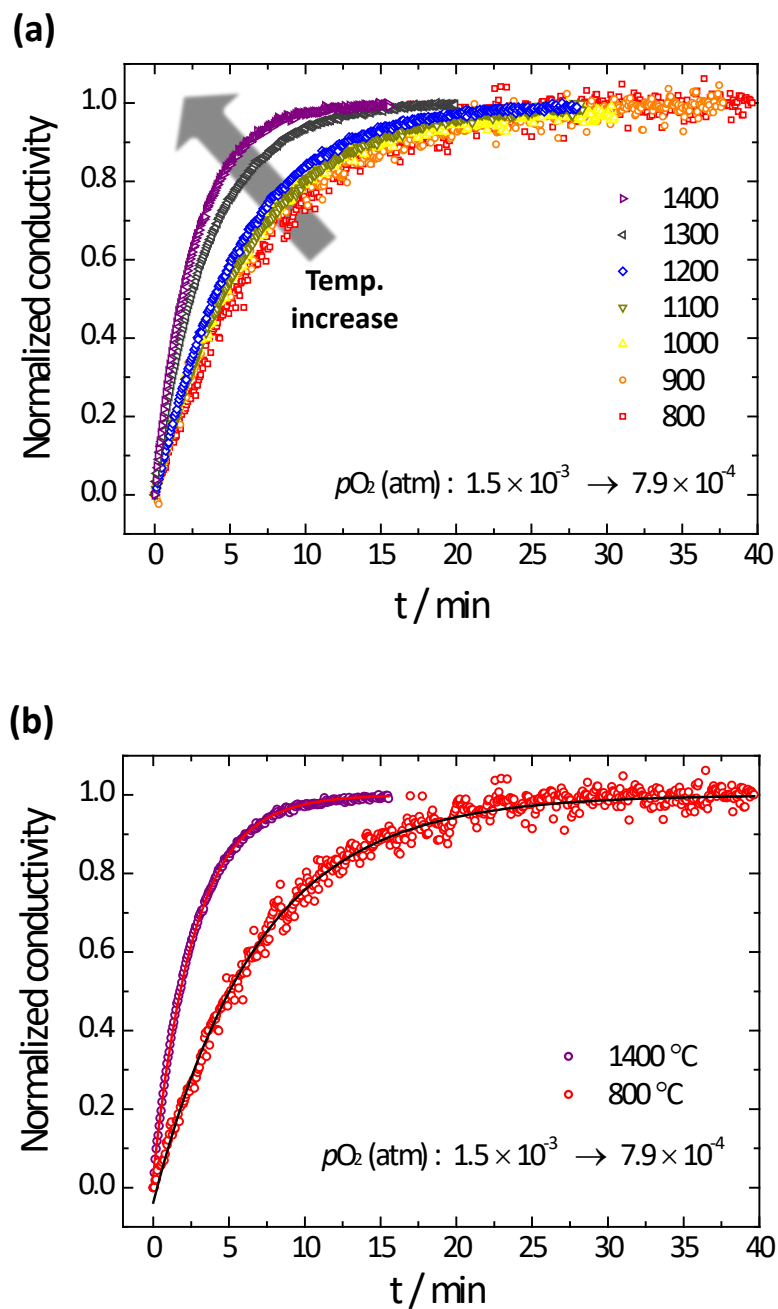 (a)
Normalized conductivity
1.0
0.8
0.6
0.4
0.2
0.0
Temp.
increase
1400
1300
1200
1100
1000
900
800
pO₂ (atm) : 1.5 × 10⁻³ → 7.9 × 10⁻⁴
0 5 10 15 20 25 30 35 40
t / min
(b)
Normalized conductivity
1.0
0.8
0.6
0.4
0.2
0.0
1400 °C
800 °C
pO₂ (atm) : 1.5 × 10⁻³ → 7.9 × 10⁻⁴
0 5 10 15 20 25 30 35 40
t / min